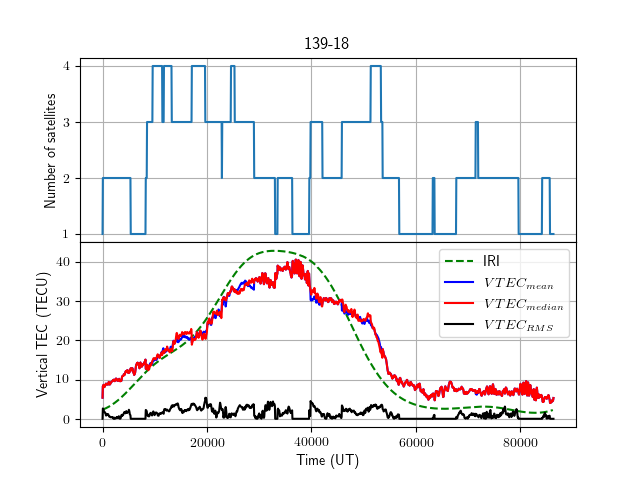 139-18
Number of satellites
4
3
2
1
Vertical TEC (TECU)
40
30
20
10
0
IRI
VTEC_mean
VTEC_median
VTEC_RMS
0 20000 40000 60000 80000
Time (UT)